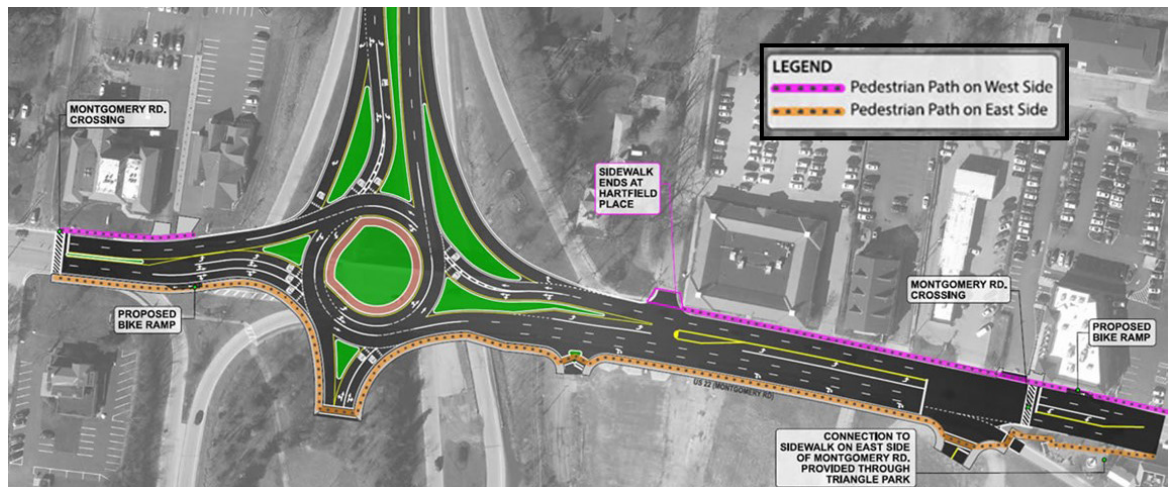 LEGEND
Pedestrian Path on West Side
Pedestrian Path on East Side
MONTGOMERY RD.
CROSSING
SIDEWALK
ENDS AT
HARTFIELD
PLACE
MONTGOMERY RD.
CROSSING
PROPOSED
BIKE RAMP
PROPOSED
BIKE RAMP
US 22 (MONTGOMERY RD)
CONNECTION TO
SIDEWALK ON EAST SIDE
OF MONTGOMERY RD.
PROVIDED THROUGH
TRIANGLE PARK